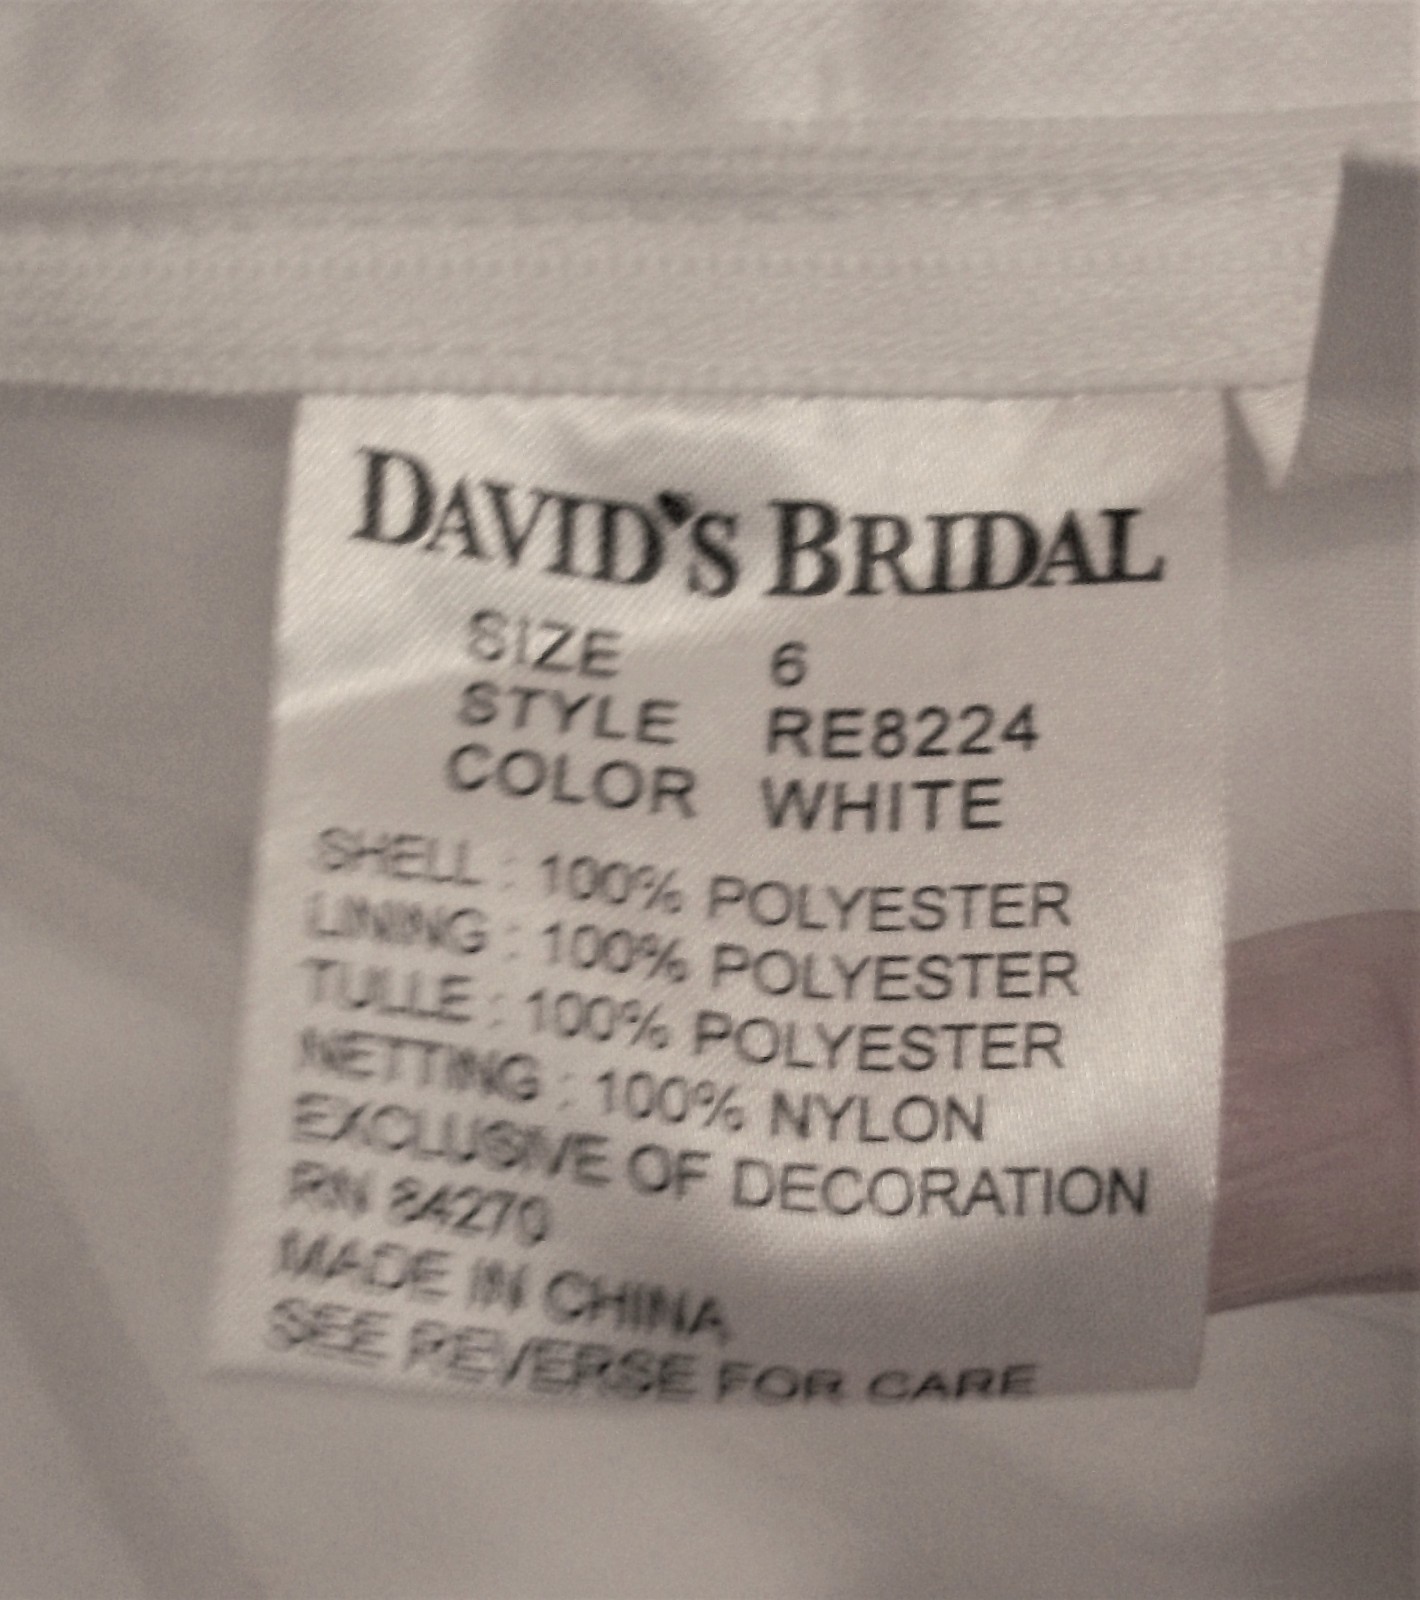 DAVID'S BRIDAL
SIZE 6
STYLE RE8224
COLOR WHITE
SHELL : 100% POLYESTER
LINING : 100% POLYESTER
TULLE : 100% POLYESTER
NETTING : 100% NYLON
EXCLUSIVE OF DECORATION
RN 84270
MADE IN CHINA
SEE REVERSE FOR CARE